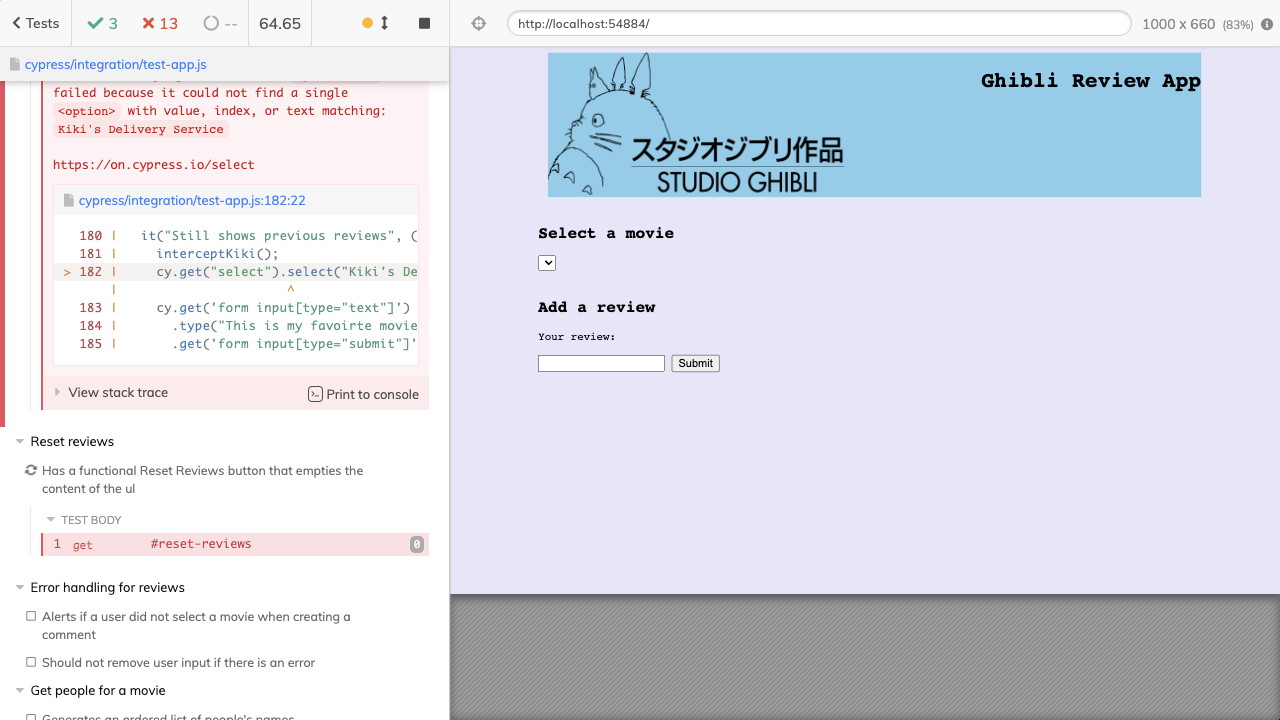 Tests
3
13
--
64.65
http://localhost:54884/
1000 x 660 (83%)
cypress/integration/test-app.js
failed because it could not find a single
<option> with value, index, or text matching:
Kiki's Delivery Service
https://on.cypress.io/select
cypress/integration/test-app.js:182:22
180 | it("Still shows previous reviews", (
181 | interceptKiki();
> 182 | cy.get("select").select("Kiki's De
| ^
183 | cy.get('form input[type="text"]')
184 | .type("This is my favoirte movie
185 | .get('form input[type="submit"]'
View stack trace
Print to console
Reset reviews
Has a functional Reset Reviews button that empties the
content of the ul
TEST BODY
1 get #reset-reviews 0
Error handling for reviews
Alerts if a user did not select a movie when creating a
comment
Should not remove user input if there is an error
Get people for a movie
Generates an ordered list of people's names
Ghibli Review App
スタジオジブリ作品
STUDIO GHIBLI
Select a movie
Add a review
Your review:
Submit